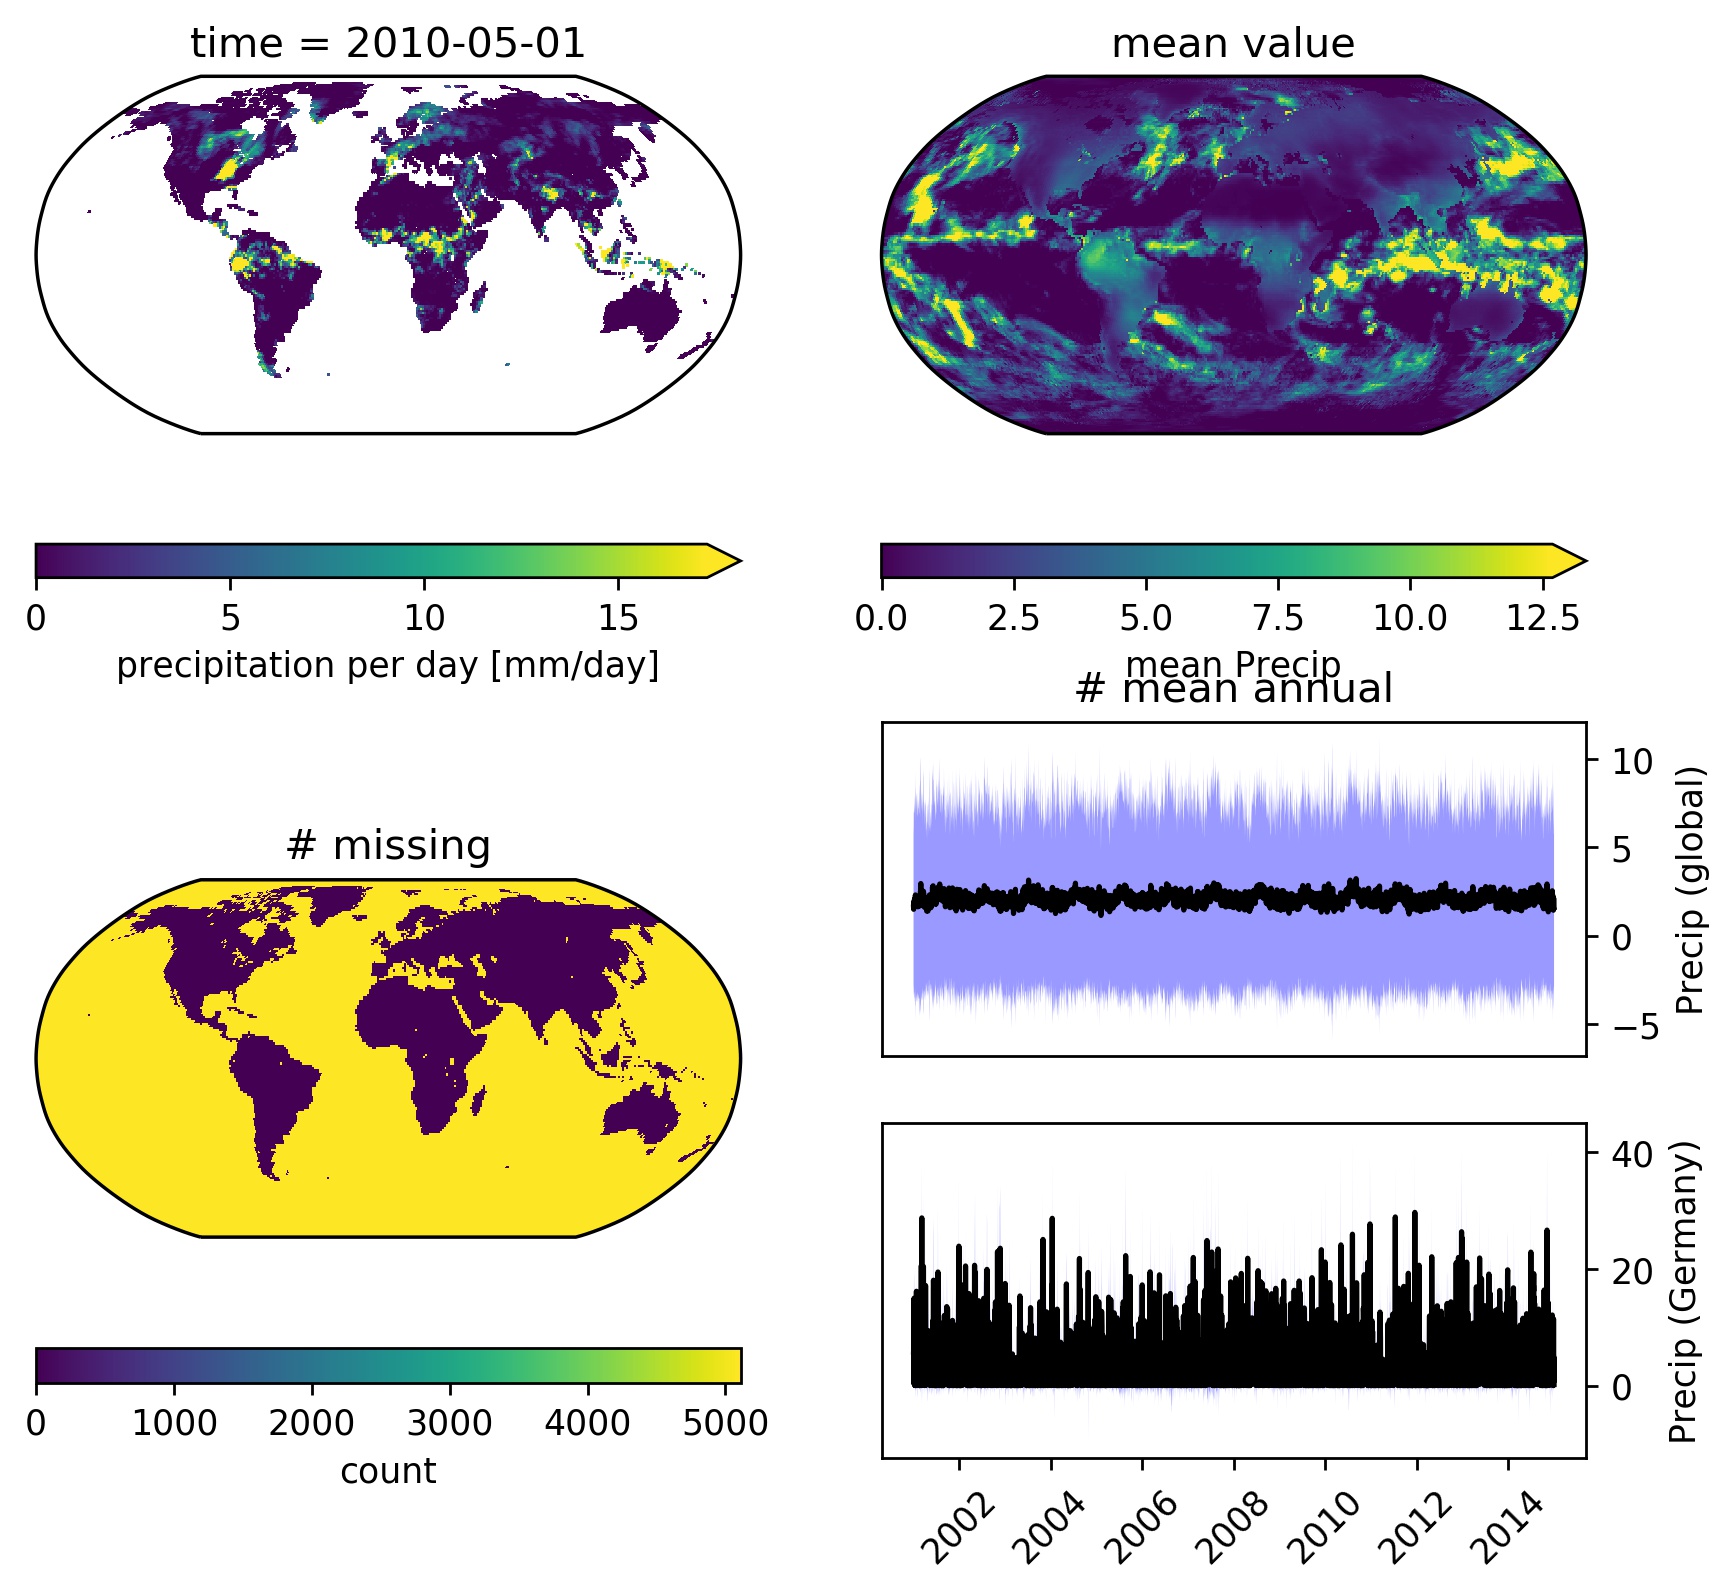 time = 2010-05-01
0 5 10 15
precipitation per day [mm/day]
mean value
0.0 2.5 5.0 7.5 10.0 12.5
mean Precip
# missing
0 1000 2000 3000 4000 5000
count
# mean annual
10
5
0
−5
Precip (global)
40
20
0
Precip (Germany)
2002 2004 2006 2008 2010 2012 2014